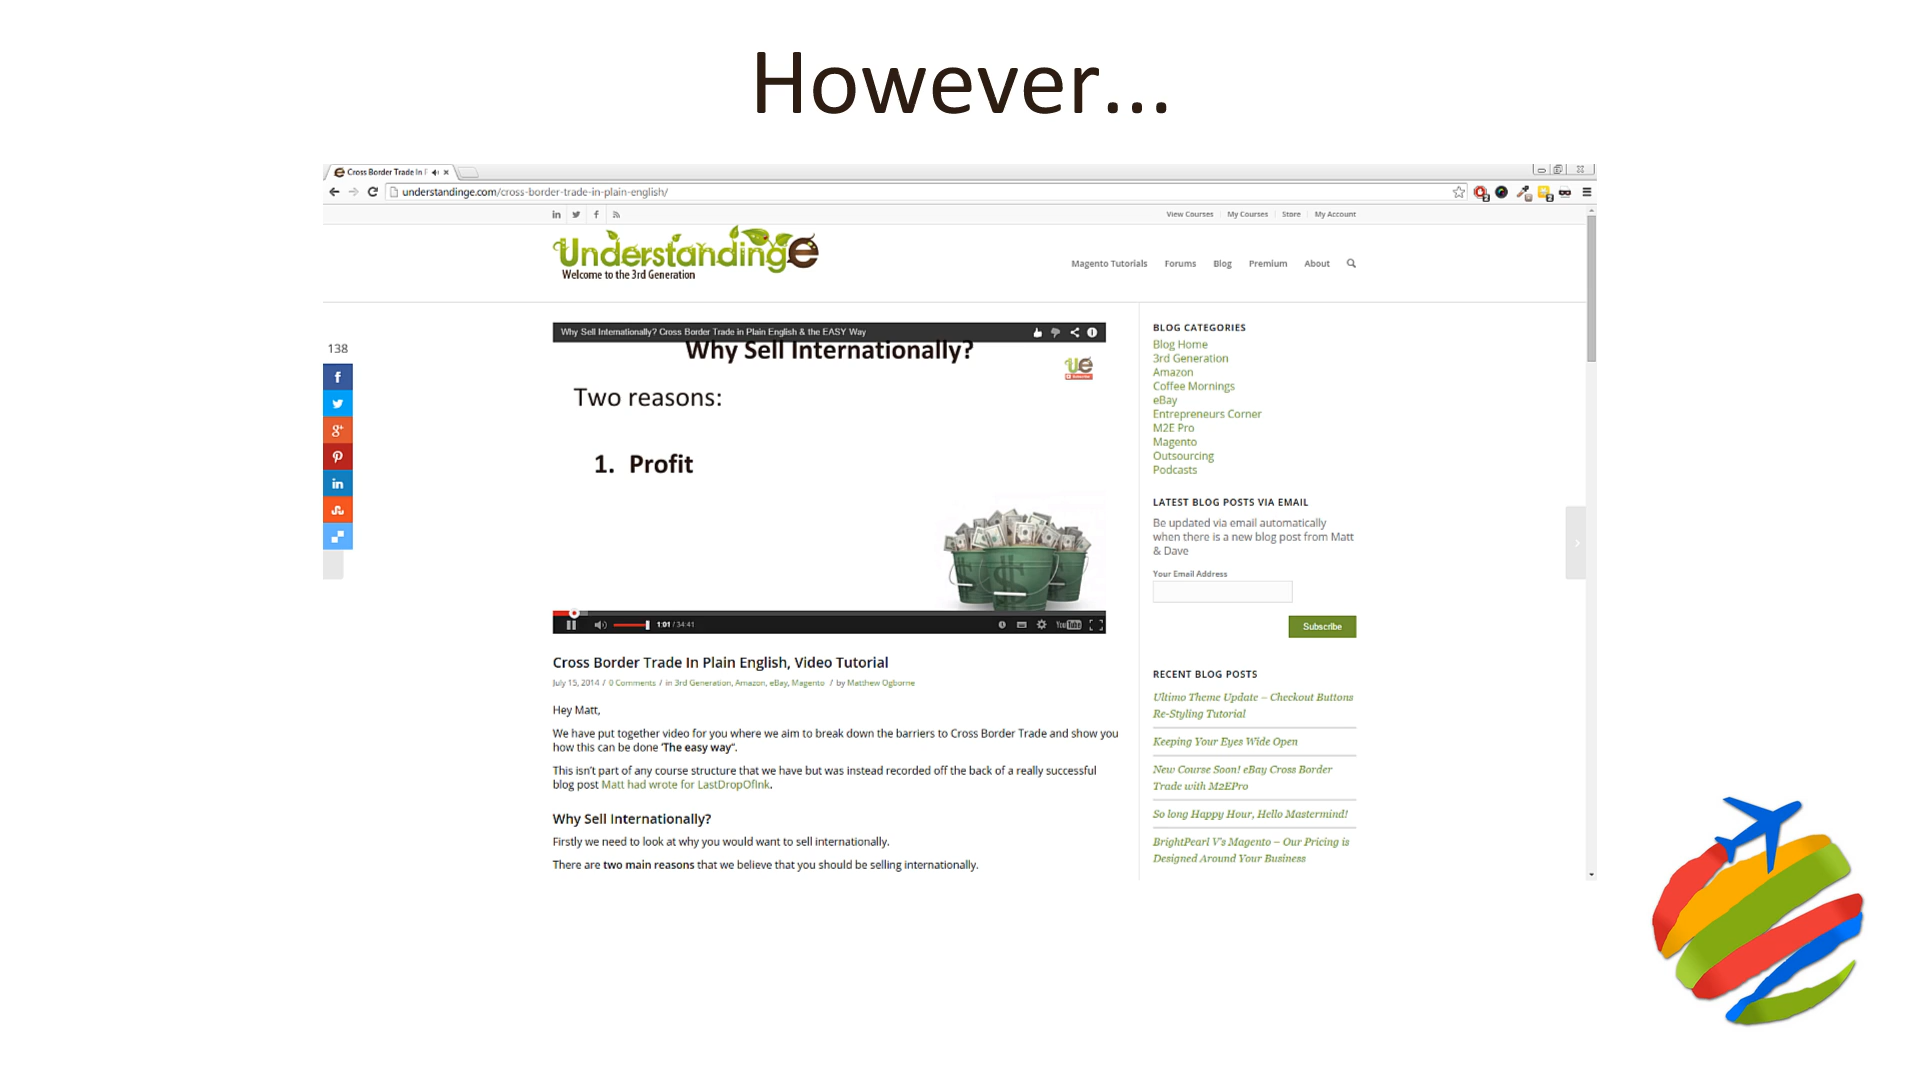 However...
Cross Border Trade In F
understandinge.com/cross-border-trade-in-plain-english/
View Courses My Courses Store My Account
Understandinge
Welcome to the 3rd Generation
Magento Tutorials Forums Blog Premium About
138
Why Sell Internationally? Cross Border Trade in Plain English & the EASY Way
Why Sell Internationally?
Two reasons:
1. Profit
1:01 / 34:41
YouTube
Cross Border Trade In Plain English, Video Tutorial
July 15, 2014 / 0 Comments / in 3rd Generation, Amazon, eBay, Magento / by Matthew Ogborne
Hey Matt,
We have put together video for you where we aim to break down the barriers to Cross Border Trade and show you
how this can be done 'The easy way".
This isn't part of any course structure that we have but was instead recorded off the back of a really successful
blog post Matt had wrote for LastDropOfInk.
Why Sell Internationally?
Firstly we need to look at why you would want to sell internationally.
There are two main reasons that we believe that you should be selling internationally.
BLOG CATEGORIES
Blog Home
3rd Generation
Amazon
Coffee Mornings
eBay
Entrepreneurs Corner
M2E Pro
Magento
Outsourcing
Podcasts
LATEST BLOG POSTS VIA EMAIL
Be updated via email automatically
when there is a new blog post from Matt
& Dave
Your Email Address
Subscribe
RECENT BLOG POSTS
Ultimo Theme Update – Checkout Buttons
Re-Styling Tutorial
Keeping Your Eyes Wide Open
New Course Soon! eBay Cross Border
Trade with M2EPro
So long Happy Hour, Hello Mastermind!
BrightPearl V's Magento – Our Pricing is
Designed Around Your Business